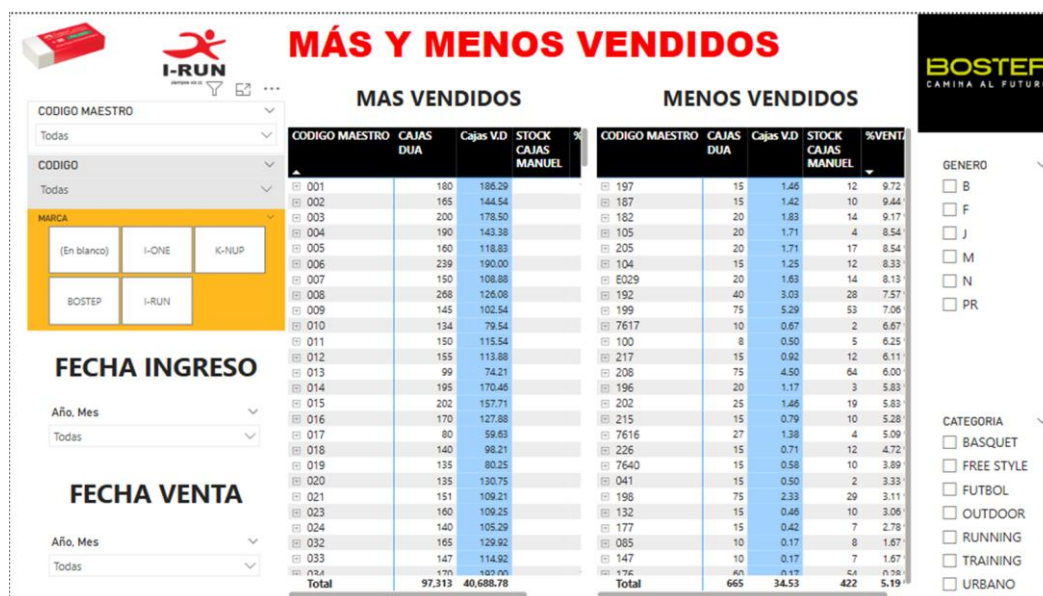 I-RUN
MÁS Y MENOS VENDIDOS
BOSTEP
CAMINA AL FUTURO
MAS VENDIDOS
MENOS VENDIDOS
CODIGO MAESTRO
Todas
CODIGO
Todas
MARCA
(En blanco) I-ONE K-NUP
BOSTEP I-RUN
FECHA INGRESO
Año, Mes
Todas
FECHA VENTA
Año, Mes
Todas
CODIGO MAESTRO CAJAS DUA Cajas V.D STOCK CAJAS MANUEL %
001 180 186.29
002 165 144.54
003 200 178.50
004 190 143.38
005 160 118.83
006 239 190.00
007 150 108.88
008 268 126.08
009 145 102.54
010 134 79.54
011 150 115.54
012 155 113.88
013 99 74.21
014 195 170.46
015 202 157.71
016 170 127.88
017 80 59.63
018 140 98.21
019 135 80.25
020 135 130.75
021 151 109.21
023 160 109.25
024 140 105.29
032 165 129.92
033 147 114.92
034 170 192.00
Total 97,313 40,688.78
CODIGO MAESTRO CAJAS DUA Cajas V.D STOCK CAJAS MANUEL %VENTA
197 15 1.46 12 9.72
187 15 1.42 10 9.44
182 20 1.83 14 9.17
105 20 1.71 4 8.54
205 20 1.71 17 8.54
104 15 1.25 12 8.33
E029 20 1.63 14 8.13
192 40 3.03 28 7.57
199 75 5.29 53 7.06
7617 10 0.67 2 6.67
100 8 0.50 5 6.25
217 15 0.92 12 6.11
208 75 4.50 64 6.00
196 20 1.17 3 5.83
202 25 1.46 19 5.83
215 15 0.79 10 5.28
7616 27 1.38 4 5.09
226 15 0.71 12 4.72
7640 15 0.58 10 3.89
041 15 0.50 2 3.33
198 75 2.33 29 3.11
132 15 0.46 10 3.06
177 15 0.42 7 2.78
085 10 0.17 8 1.67
147 10 0.17 7 1.67
176 60 0.17 54 0.28
Total 665 34.53 422 5.19
GENERO
B
F
J
M
N
PR
CATEGORIA
BASQUET
FREE STYLE
FUTBOL
OUTDOOR
RUNNING
TRAINING
URBANO